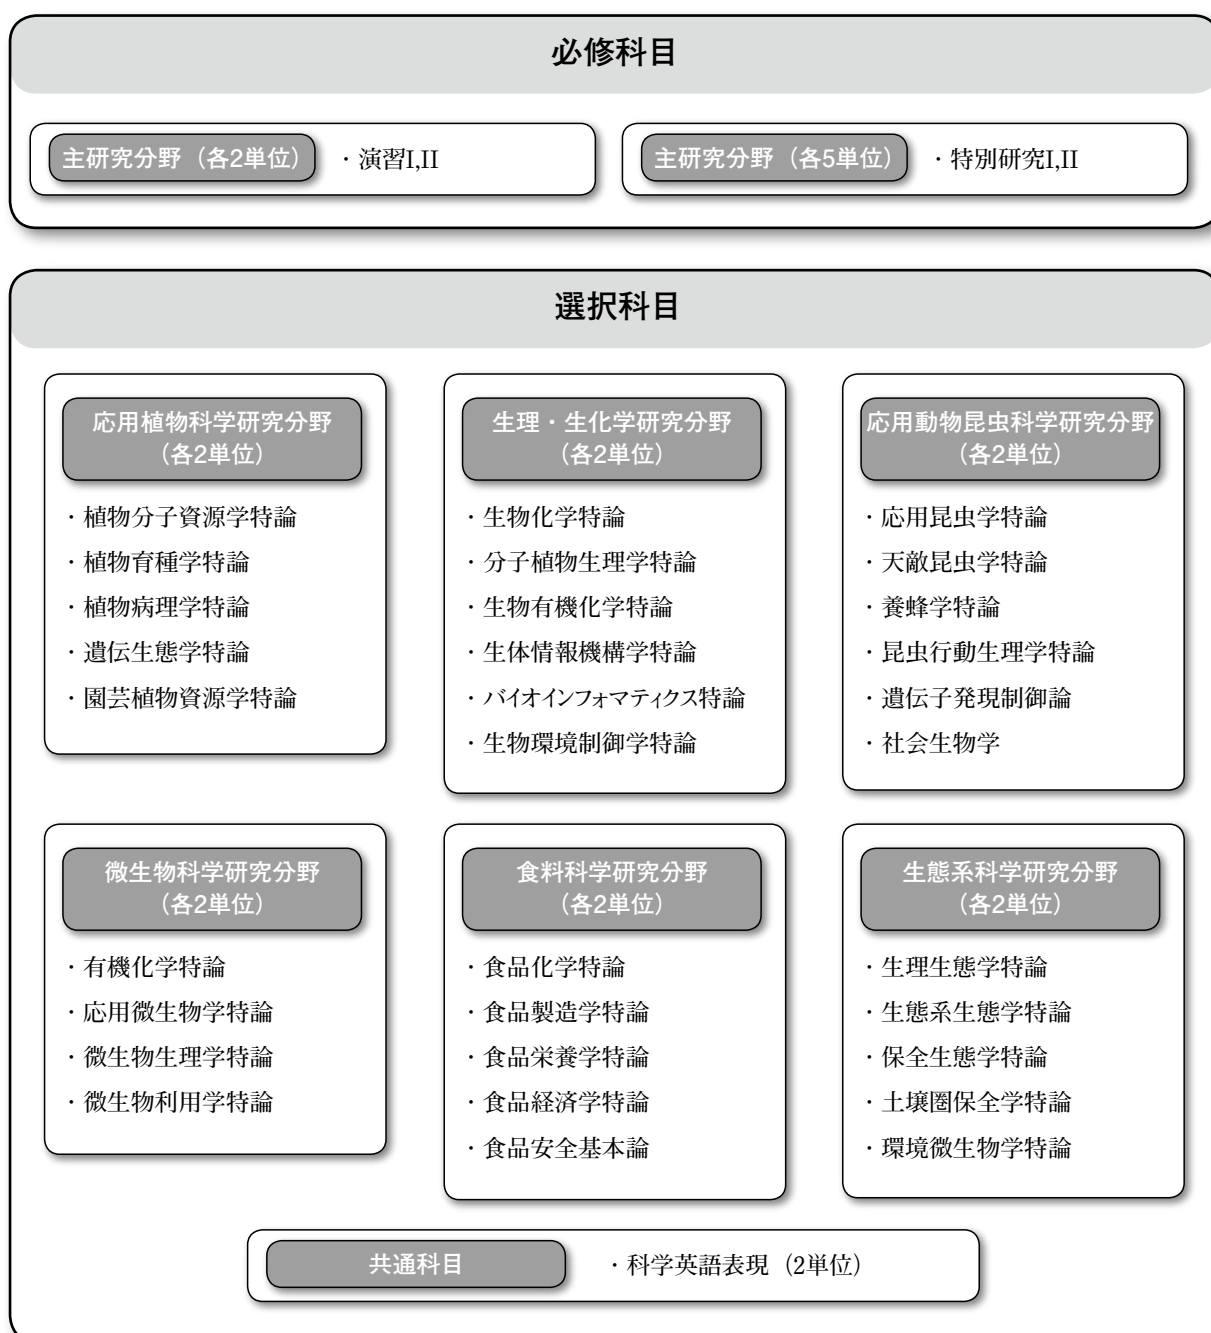 必修科目
主研究分野（各2単位）
・演習I,II
主研究分野（各5単位）
・特別研究I,II
選択科目
応用植物科学研究分野
（各2単位）
・植物分子資源学特論
・植物育種学特論
・植物病理学特論
・遺伝生態学特論
・園芸植物資源学特論
生理・生化学研究分野
（各2単位）
・生物化学特論
・分子植物生理学特論
・生物有機化学特論
・生体情報機構学特論
・バイオインフォマティクス特論
・生物環境制御学特論
応用動物昆虫科学研究分野
（各2単位）
・応用昆虫学特論
・天敵昆虫学特論
・養蜂学特論
・昆虫行動生理学特論
・遺伝子発現制御論
・社会生物学
微生物科学研究分野
（各2単位）
・有機化学特論
・応用微生物学特論
・微生物生理学特論
・微生物利用学特論
食料科学研究分野
（各2単位）
・食品化学特論
・食品製造学特論
・食品栄養学特論
・食品経済学特論
・食品安全基本論
生態系科学研究分野
（各2単位）
・生理生態学特論
・生態系生態学特論
・保全生態学特論
・土壌圏保全学特論
・環境微生物学特論
共通科目
・科学英語表現（2単位）